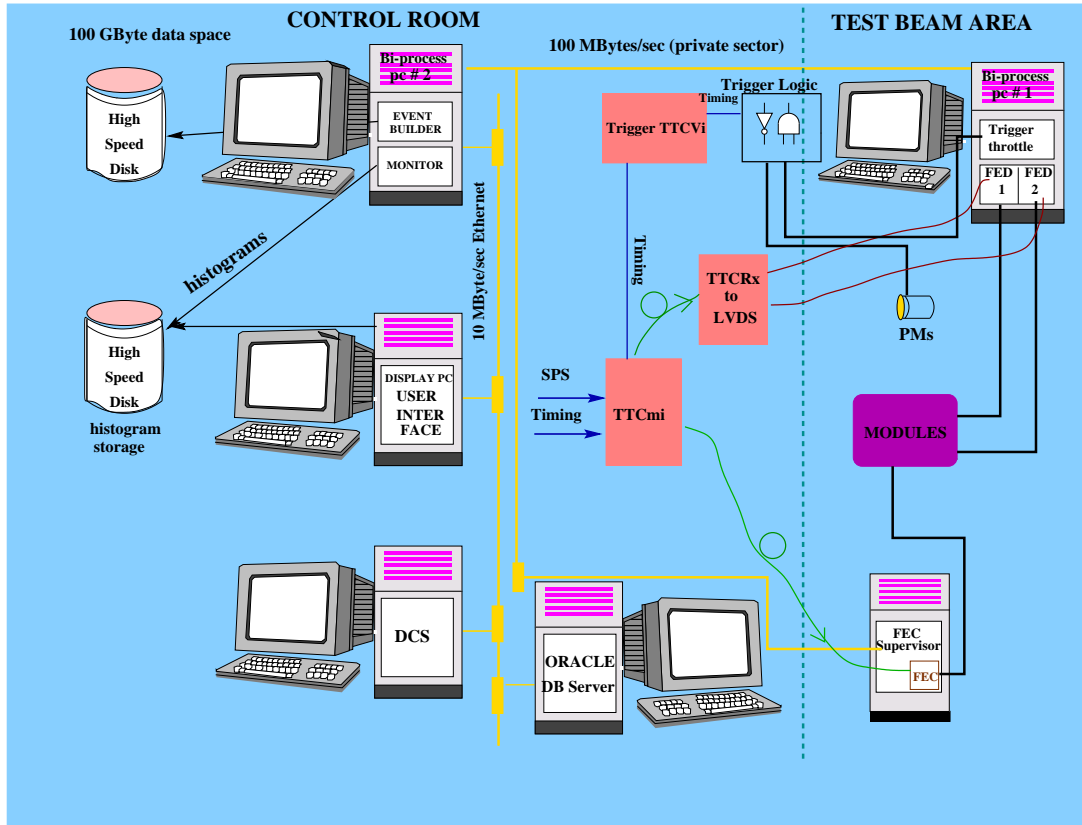 CONTROL ROOM
TEST BEAM AREA
100 GByte data space
100 MBytes/sec (private sector)
High
Speed
Disk
Bi-process
pc # 2
EVENT
BUILDER
MONITOR
histograms
10 MByte/sec Ethernet
Trigger TTCVi
Timing
Trigger Logic
Bi-process
pc # 1
Trigger
throttle
FED
1
FED
2
Timing
TTCRx
to
LVDS
PMs
High
Speed
Disk
histogram
storage
DISPLAY PC
USER
INTER
FACE
SPS
Timing
TTCmi
MODULES
DCS
ORACLE
DB Server
FEC
Supervisor
FEC